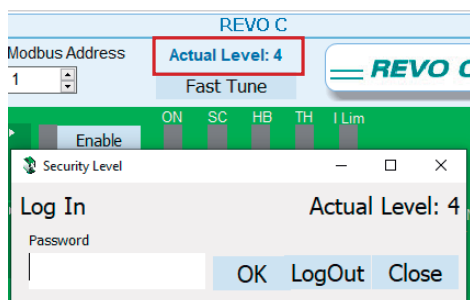 REVO C
Modbus Address
Actual Level: 4
1
Fast Tune
REVO C
ON SC HB TH I Lim
Enable
Security Level
Log In
Actual Level: 4
Password
OK LogOut Close